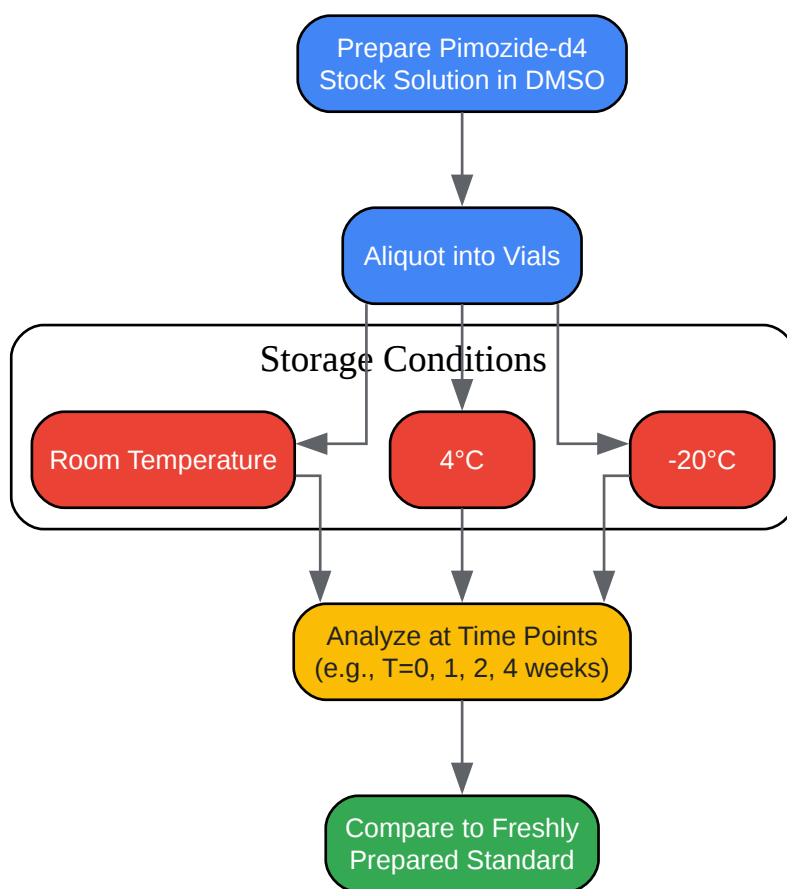 Prepare Pimozide-d4
Stock Solution in DMSO
Aliquot into Vials
Storage Conditions
Room Temperature
4°C
-20°C
Analyze at Time Points
(e.g., T=0, 1, 2, 4 weeks)
Compare to Freshly
Prepared Standard